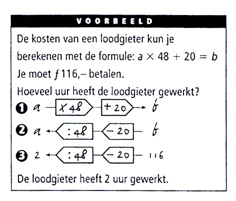 VOORBEELD
De kosten van een loodgieter kun je
berekenen met de formule: a × 48 + 20 = b
Je moet ƒ 116,– betalen.
Hoeveel uur heeft de loodgieter gewerkt?
1 a × 48 + 20 b
2 a : 48 – 20 b
3 2 : 48 – 20 116
De loodgieter heeft 2 uur gewerkt.